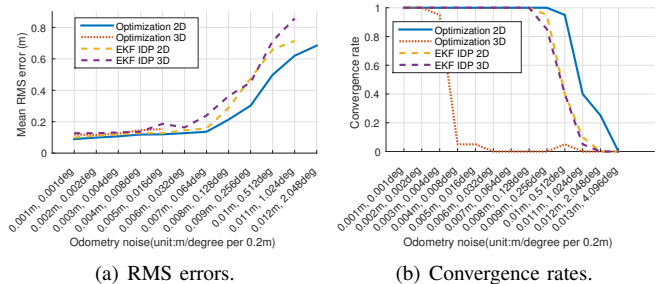 Optimization 2D
Optimization 3D
EKF IDP 2D
EKF IDP 3D
Mean RMS error (m)
0.8
0.6
0.4
0.2
0
0.001m, 0.001deg
0.002m, 0.002deg
0.003m, 0.004deg
0.004m, 0.008deg
0.005m, 0.016deg
0.006m, 0.032deg
0.007m, 0.064deg
0.008m, 0.128deg
0.009m, 0.256deg
0.01m, 0.512deg
0.011m, 1.024deg
0.012m, 2.048deg
Odometry noise(unit:m/degree per 0.2m)
(a) RMS errors.
Optimization 2D
Optimization 3D
EKF IDP 2D
EKF IDP 3D
Convergence rate
1
0.8
0.6
0.4
0.2
0
0.001m, 0.001deg
0.002m, 0.002deg
0.003m, 0.004deg
0.004m, 0.008deg
0.005m, 0.016deg
0.006m, 0.032deg
0.007m, 0.064deg
0.008m, 0.128deg
0.009m, 0.256deg
0.01m, 0.512deg
0.011m, 1.024deg
0.012m, 2.048deg
0.013m, 4.096deg
Odometry noise(unit:m/degree per 0.2m)
(b) Convergence rates.